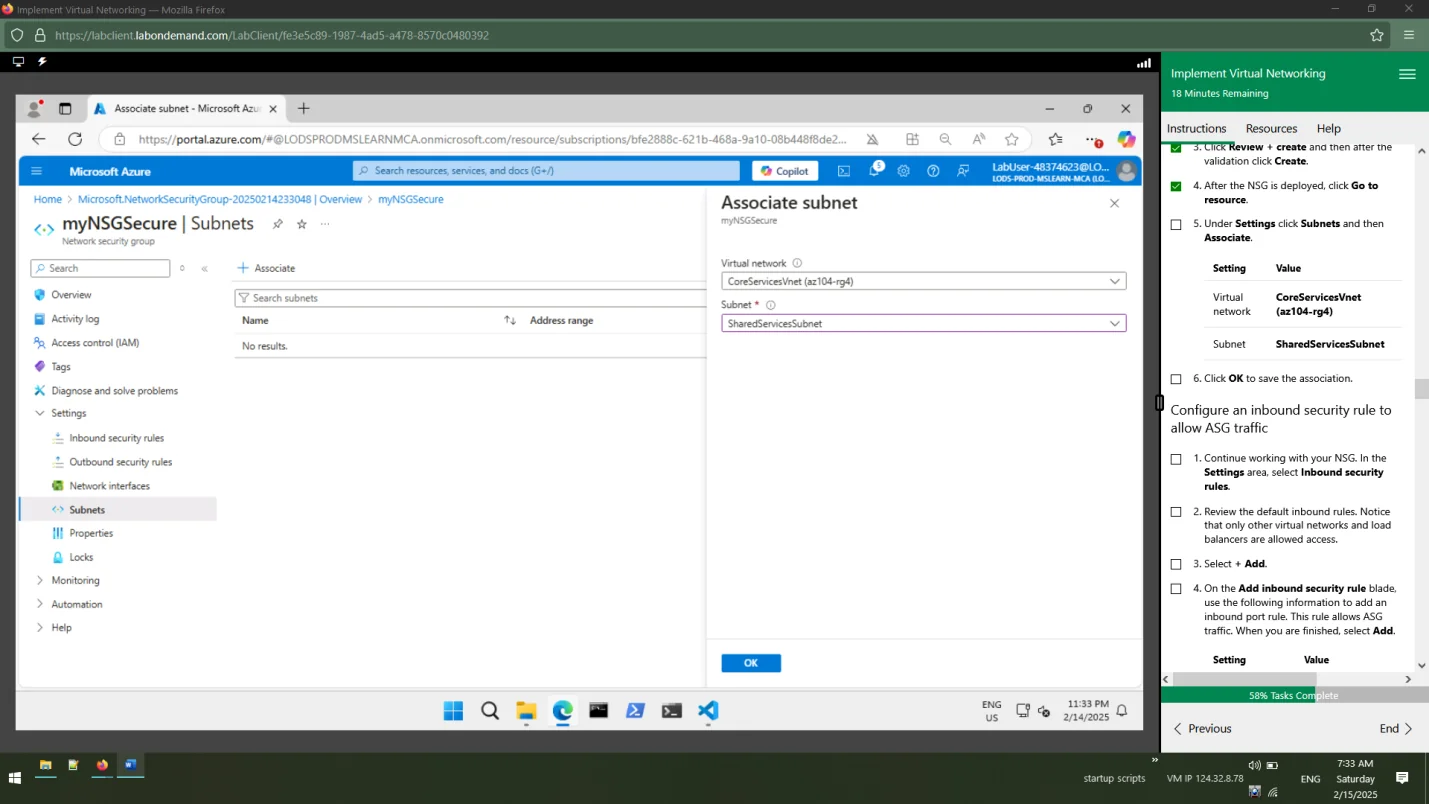 Implement Virtual Networking — Mozilla Firefox
https://labclient.labondemand.com/LabClient/fe3e5c89-1987-4ad5-a478-8570c0480392
Associate subnet - Microsoft Azu
https://portal.azure.com/#@LODSPRODMSLEARNMCA.onmicrosoft.com/resource/subscriptions/bfe2888c-621b-468a-9a10-08b448f8de2...
Microsoft Azure
Search resources, services, and docs (G+/)
Copilot
5
LabUser-48374623@LO...
LODS-PROD-MSLEARN-MCA (LO...
Home > Microsoft.NetworkSecurityGroup-20250214233048 | Overview > myNSGSecure
myNSGSecure | Subnets
Network security group
Search
Overview
Activity log
Access control (IAM)
Tags
Diagnose and solve problems
Settings
Inbound security rules
Outbound security rules
Network interfaces
Subnets
Properties
Locks
Monitoring
Automation
Help
Associate
Search subnets
Name Address range
No results.
Associate subnet
myNSGSecure
Virtual network
CoreServicesVnet (az104-rg4)
Subnet *
SharedServicesSubnet
OK
ENG
US
11:33 PM
2/14/2025
Implement Virtual Networking
18 Minutes Remaining
Instructions Resources Help
3. Click Review + create and then after the
validation click Create.
4. After the NSG is deployed, click Go to
resource.
5. Under Settings click Subnets and then
Associate.
Setting Value
Virtual CoreServicesVnet
network (az104-rg4)
Subnet SharedServicesSubnet
6. Click OK to save the association.
Configure an inbound security rule to
allow ASG traffic
1. Continue working with your NSG. In the
Settings area, select Inbound security
rules.
2. Review the default inbound rules. Notice
that only other virtual networks and load
balancers are allowed access.
3. Select + Add.
4. On the Add inbound security rule blade,
use the following information to add an
inbound port rule. This rule allows ASG
traffic. When you are finished, select Add.
Setting Value
58% Tasks Complete
Previous End
startup scripts
VM IP 124.32.8.78
ENG
7:33 AM
Saturday
2/15/2025